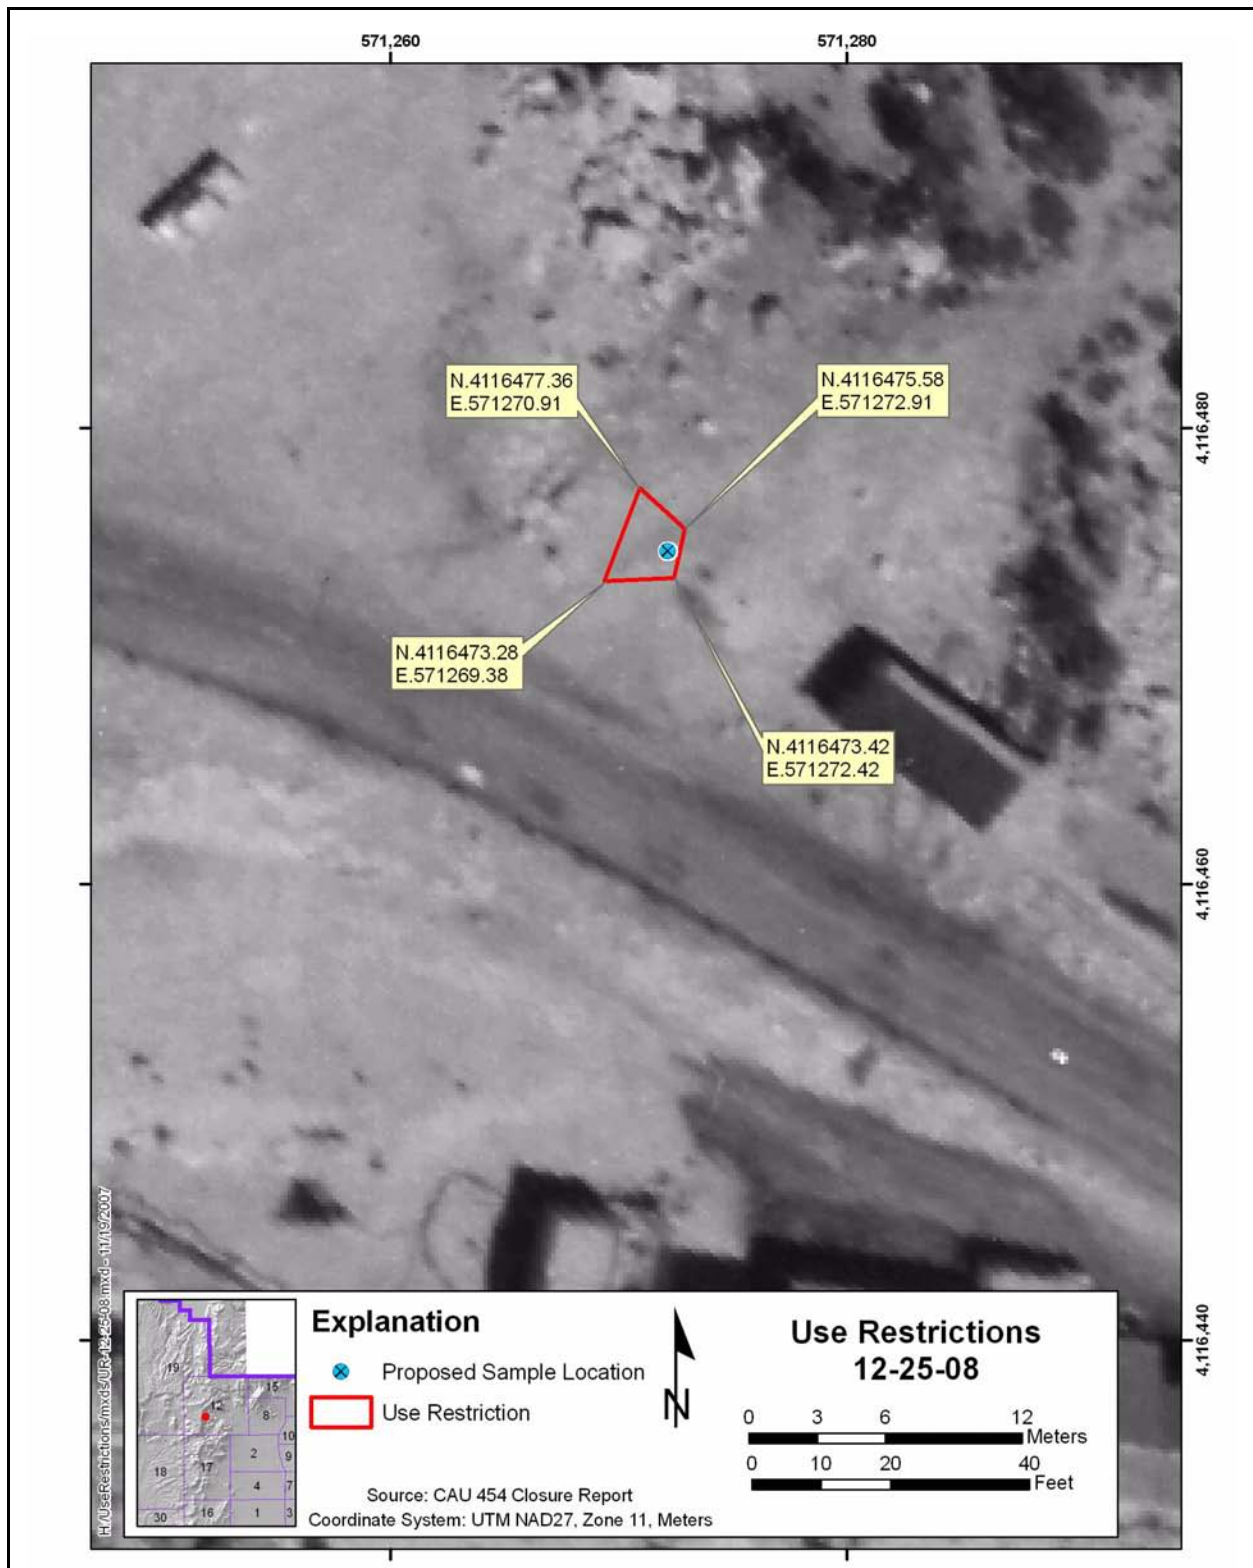 571,260
571,280
N.4116477.36
E.571270.91
N.4116475.58
E.571272.91
4,116,480
N.4116473.28
E.571269.38
N.4116473.42
E.571272.42
4,116,460
4,116,440
H:/UseRestrictions/mxds/UR-12-25-08.mxd - 11/19/2007
19
15
12
8
10
2
9
18
17
4
7
30
16
1
3
Explanation
Proposed Sample Location
Use Restriction
N
Use Restrictions
12-25-08
0 3 6 12
Meters
0 10 20 40
Feet
Source: CAU 454 Closure Report
Coordinate System: UTM NAD27, Zone 11, Meters